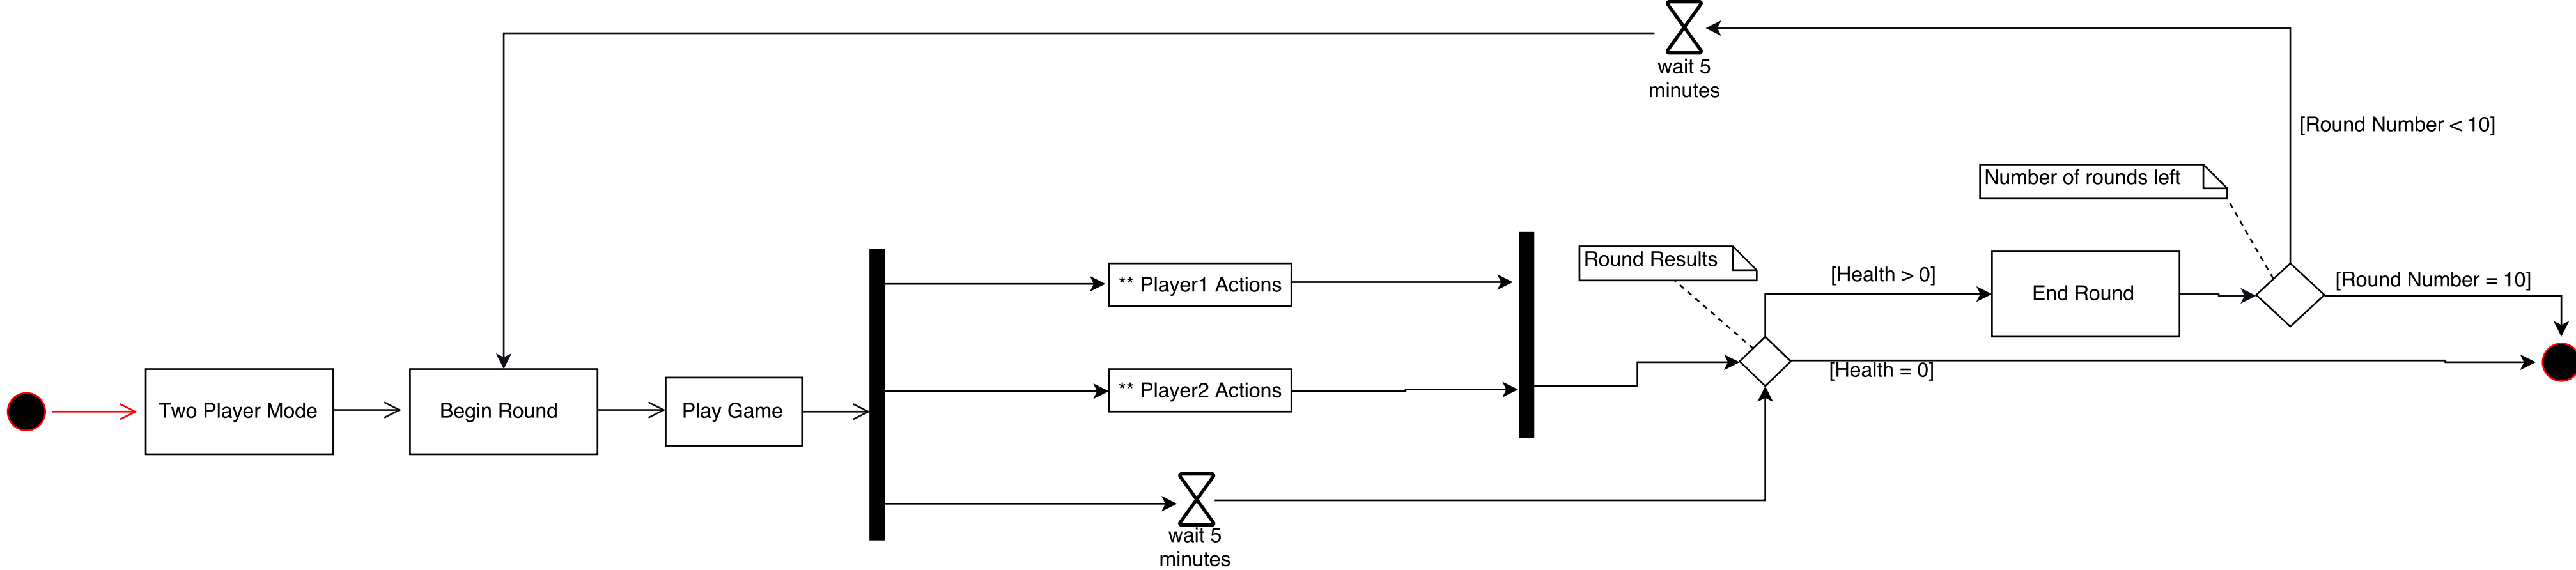 wait 5
minutes
[Round Number < 10]
Number of rounds left
Round Results
[Health > 0]
[Round Number = 10]
** Player1 Actions
End Round
[Health = 0]
** Player2 Actions
Two Player Mode
Begin Round
Play Game
wait 5
minutes